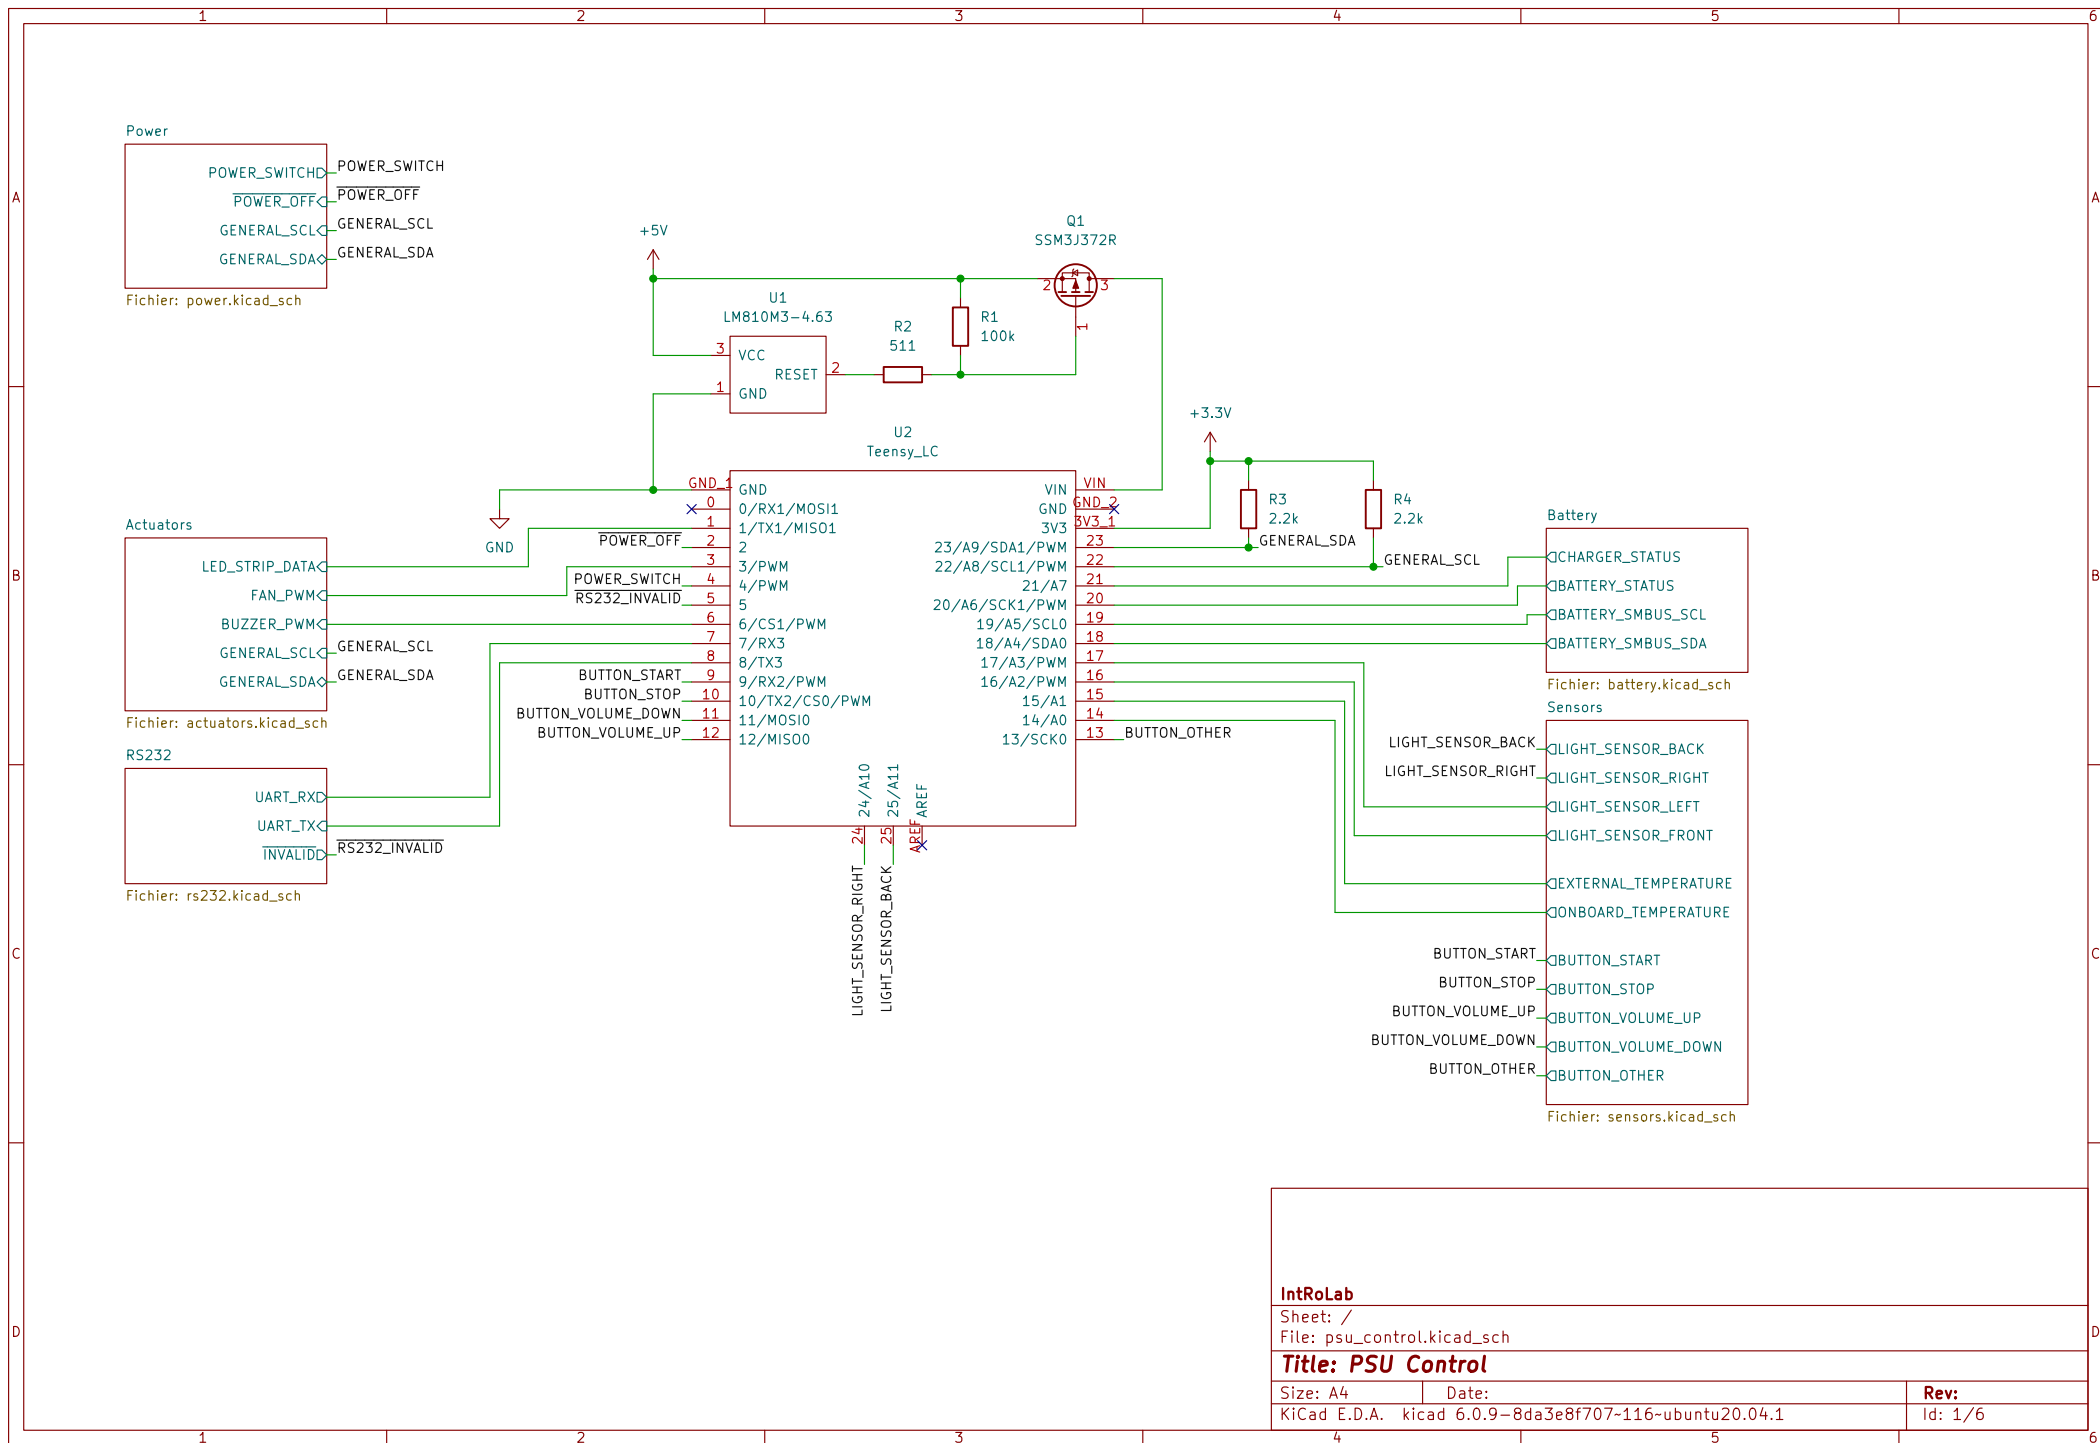 1 2 3 4 5 6
A A
B B
C C
D D
Power
POWER_SWITCH POWER_SWITCH
POWER_OFF POWER_OFF
GENERAL_SCL GENERAL_SCL
GENERAL_SDA GENERAL_SDA
Fichier: power.kicad_sch
+5V
Q1
SSM3J372R
2 3
1
U1
LM810M3-4.63
3 VCC
RESET 2
1 GND
R2
511
R1
100k
+3.3V
R3
2.2k
R4
2.2k
GENERAL_SDA
GENERAL_SCL
GND
U2
Teensy_LC
GND_1 GND
0 0/RX1/MOSI1
1 1/TX1/MISO1
POWER_OFF 2 2
3 3/PWM
POWER_SWITCH 4 4/PWM
RS232_INVALID 5 5
6 6/CS1/PWM
7 7/RX3
8 8/TX3
BUTTON_START 9 9/RX2/PWM
BUTTON_STOP 10 10/TX2/CS0/PWM
BUTTON_VOLUME_DOWN 11 11/MOSI0
BUTTON_VOLUME_UP 12 12/MISO0
VIN VIN
GND GND_2
3V3 3V3_1
23/A9/SDA1/PWM 23
22/A8/SCL1/PWM 22
21/A7 21
20/A6/SCK1/PWM 20
19/A5/SCL0 19
18/A4/SDA0 18
17/A3/PWM 17
16/A2/PWM 16
15/A1 15
14/A0 14
13/SCK0 13 BUTTON_OTHER
24/A10 24 LIGHT_SENSOR_RIGHT
25/A11 25 LIGHT_SENSOR_BACK
AREF AREF
Actuators
LED_STRIP_DATA
FAN_PWM
BUZZER_PWM
GENERAL_SCL GENERAL_SCL
GENERAL_SDA GENERAL_SDA
Fichier: actuators.kicad_sch
RS232
UART_RX
UART_TX
INVALID RS232_INVALID
Fichier: rs232.kicad_sch
Battery
CHARGER_STATUS
BATTERY_STATUS
BATTERY_SMBUS_SCL
BATTERY_SMBUS_SDA
Fichier: battery.kicad_sch
Sensors
LIGHT_SENSOR_BACK LIGHT_SENSOR_BACK
LIGHT_SENSOR_RIGHT LIGHT_SENSOR_RIGHT
LIGHT_SENSOR_LEFT
LIGHT_SENSOR_FRONT
EXTERNAL_TEMPERATURE
ONBOARD_TEMPERATURE
BUTTON_START BUTTON_START
BUTTON_STOP BUTTON_STOP
BUTTON_VOLUME_UP BUTTON_VOLUME_UP
BUTTON_VOLUME_DOWN BUTTON_VOLUME_DOWN
BUTTON_OTHER BUTTON_OTHER
Fichier: sensors.kicad_sch
IntRoLab
Sheet: /
File: psu_control.kicad_sch
Title: PSU Control
Size: A4 Date: Rev:
KiCad E.D.A. kicad 6.0.9-8da3e8f707~116~ubuntu20.04.1 Id: 1/6
1 2 3 4 5 6